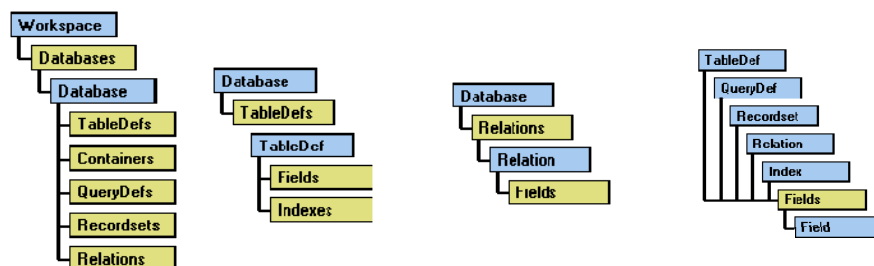 Workspace
Databases
Database
TableDefs
Containers
QueryDefs
Recordsets
Relations
Database
TableDefs
TableDef
Fields
Indexes
Database
Relations
Relation
Fields
TableDef
QueryDef
Recordset
Relation
Index
Fields
Field